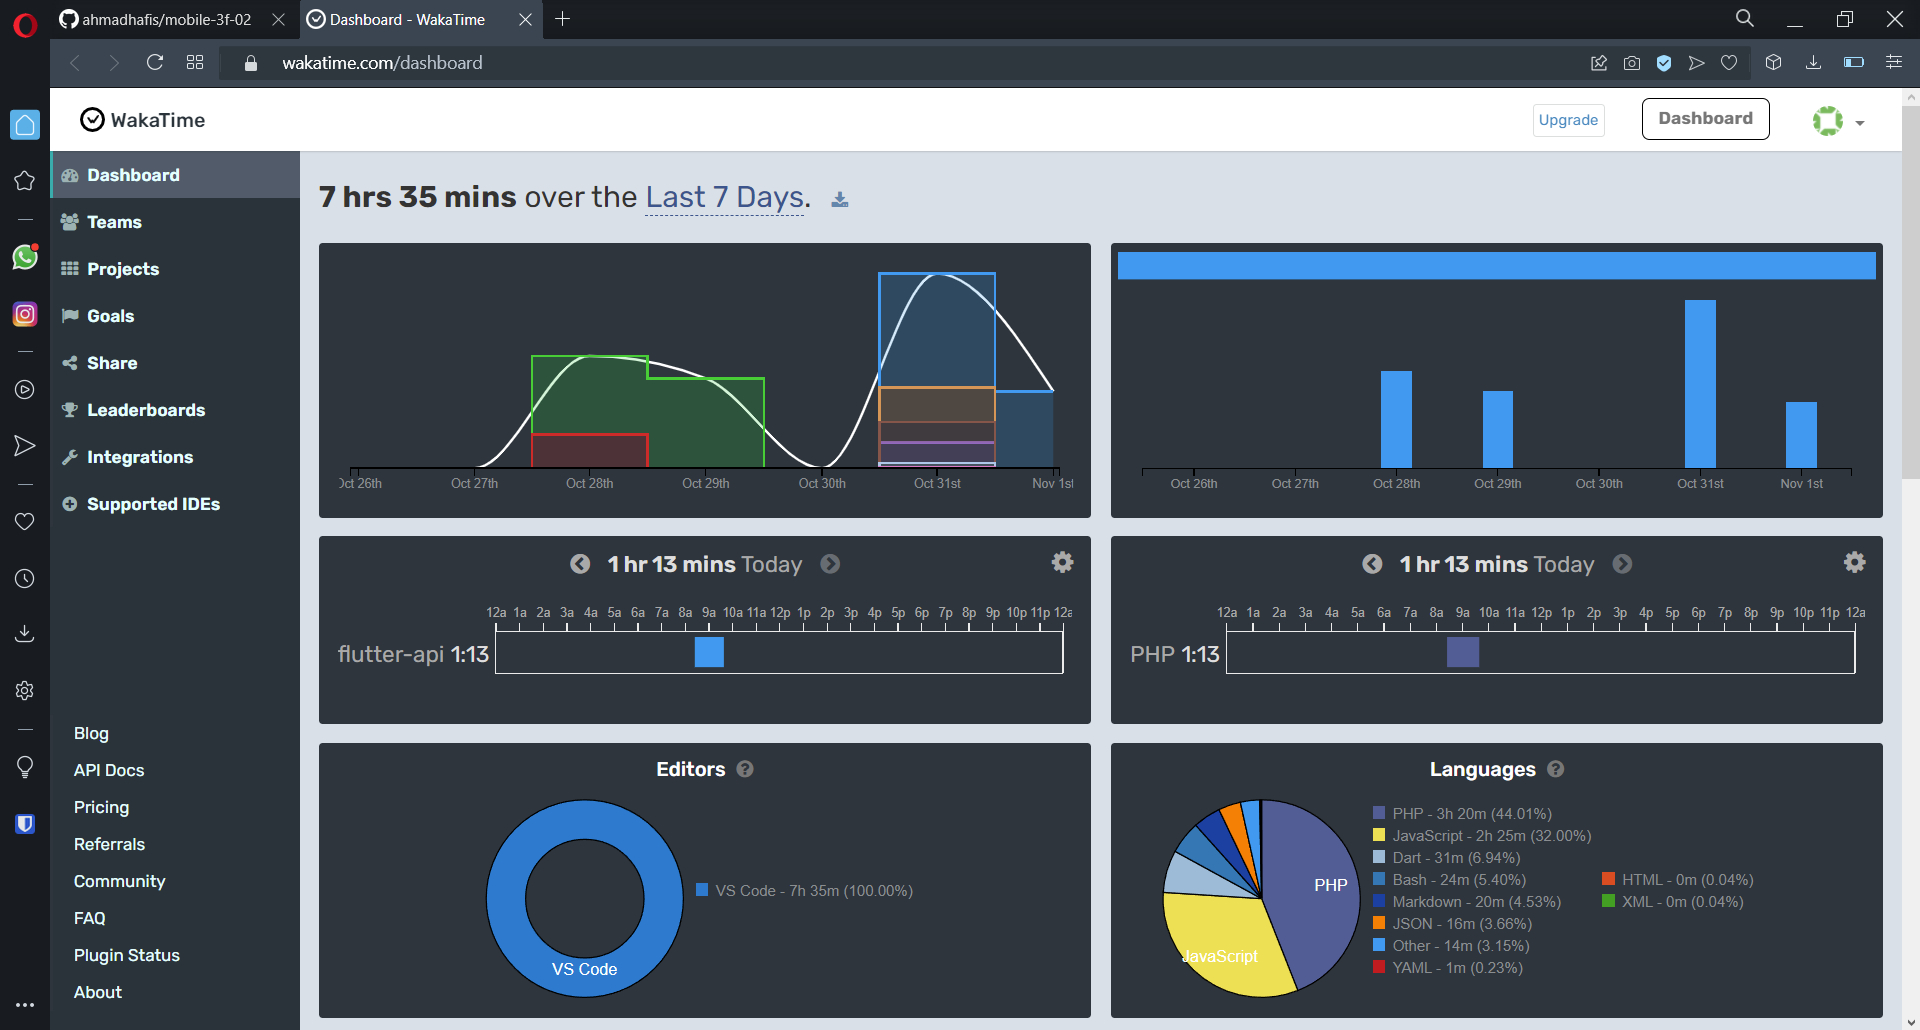 ahmadhafis/mobile-3f-02
Dashboard - WakaTime
wakatime.com/dashboard
WakaTime
Upgrade
Dashboard
Dashboard
Teams
Projects
Goals
Share
Leaderboards
Integrations
Supported IDEs
Blog
API Docs
Pricing
Referrals
Community
FAQ
Plugin Status
About
7 hrs 35 mins over the Last 7 Days.
Oct 26th Oct 27th Oct 28th Oct 29th Oct 30th Oct 31st Nov 1st
Oct 26th Oct 27th Oct 28th Oct 29th Oct 30th Oct 31st Nov 1st
1 hr 13 mins Today
12a 1a 2a 3a 4a 5a 6a 7a 8a 9a 10a 11a 12p 1p 2p 3p 4p 5p 6p 7p 8p 9p 10p 11p 12a
flutter-api 1:13
1 hr 13 mins Today
12a 1a 2a 3a 4a 5a 6a 7a 8a 9a 10a 11a 12p 1p 2p 3p 4p 5p 6p 7p 8p 9p 10p 11p 12a
PHP 1:13
Editors
VS Code - 7h 35m (100.00%)
VS Code
Languages
PHP
JavaScript
PHP - 3h 20m (44.01%)
JavaScript - 2h 25m (32.00%)
Dart - 31m (6.94%)
Bash - 24m (5.40%)
Markdown - 20m (4.53%)
JSON - 16m (3.66%)
Other - 14m (3.15%)
YAML - 1m (0.23%)
HTML - 0m (0.04%)
XML - 0m (0.04%)